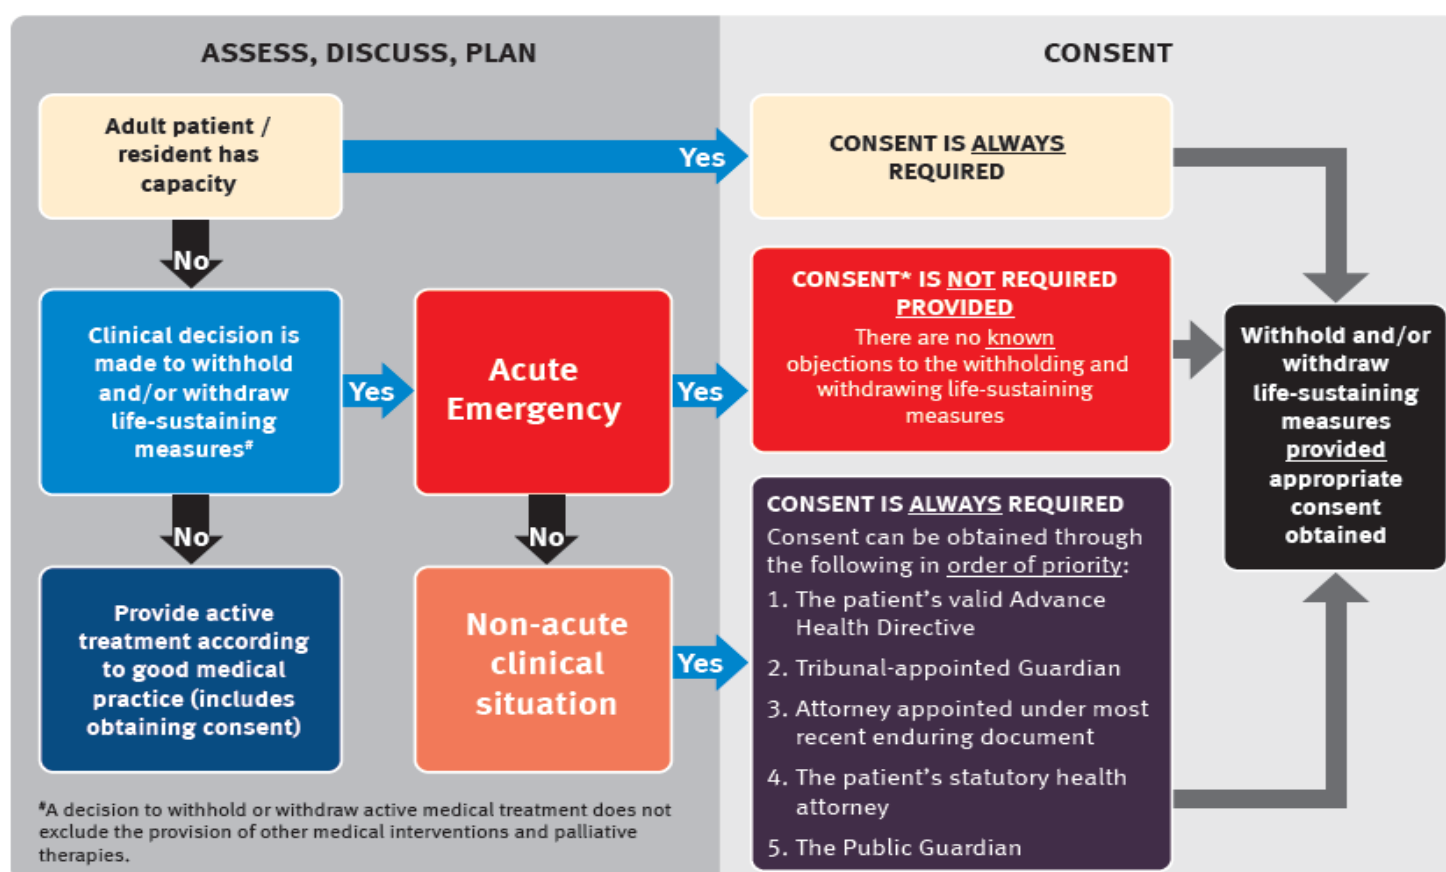 ASSESS, DISCUSS, PLAN
CONSENT
Adult patient /
resident has
capacity
Yes
CONSENT IS ALWAYS
REQUIRED
No
Clinical decision is
made to withhold
and/or withdraw
life-sustaining
measures#
Yes
Acute
Emergency
Yes
CONSENT* IS NOT REQUIRED
PROVIDED
There are no known
objections to the withholding and
withdrawing life-sustaining
measures
Withhold and/or
withdraw
life-sustaining
measures
provided
appropriate
consent
obtained
No
No
Provide active
treatment according
to good medical
practice (includes
obtaining consent)
Non-acute
clinical
situation
Yes
CONSENT IS ALWAYS REQUIRED
Consent can be obtained through
the following in order of priority:
1. The patient's valid Advance
Health Directive
2. Tribunal-appointed Guardian
3. Attorney appointed under most
recent enduring document
4. The patient's statutory health
attorney
5. The Public Guardian
#A decision to withhold or withdraw active medical treatment does not
exclude the provision of other medical interventions and palliative
therapies.